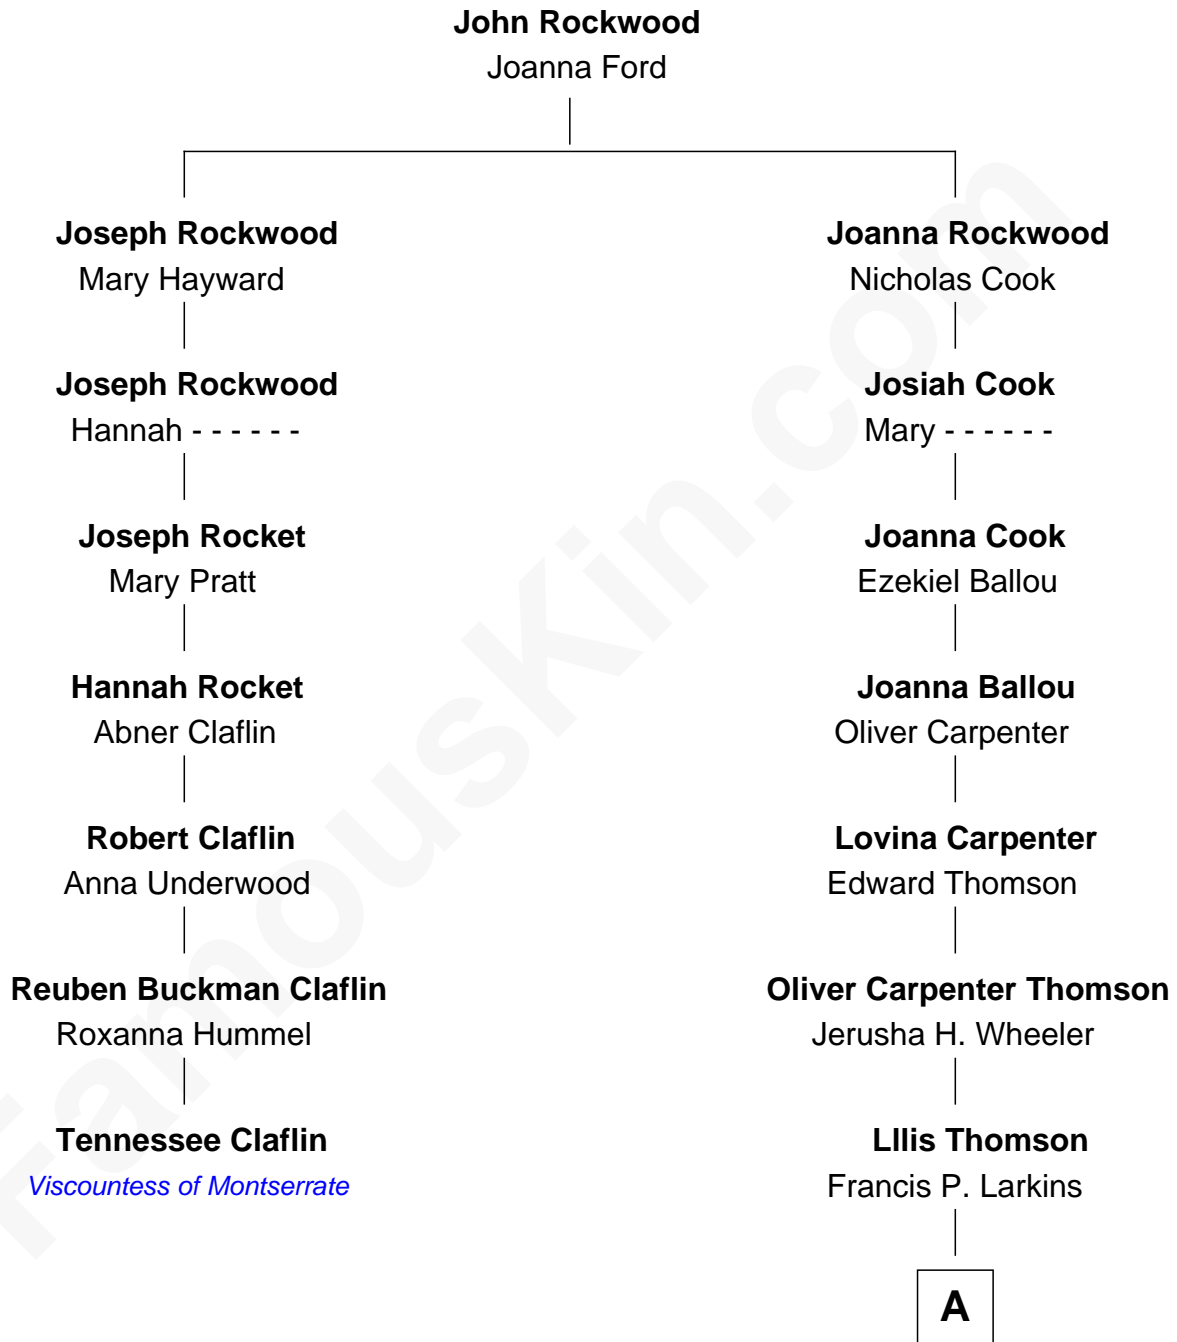 John Rockwood
Joanna Ford
Joseph Rockwood
Mary Hayward
Joseph Rockwood
Hannah - - - - - -
Joseph Rocket
Mary Pratt
Hannah Rocket
Abner Claflin
Robert Claflin
Anna Underwood
Reuben Buckman Claflin
Roxanna Hummel
Tennessee Claflin
Viscountess of Montserrate
Joanna Rockwood
Nicholas Cook
Josiah Cook
Mary - - - - - -
Joanna Cook
Ezekiel Ballou
Joanna Ballou
Oliver Carpenter
Lovina Carpenter
Edward Thomson
Oliver Carpenter Thomson
Jerusha H. Wheeler
LIlis Thomson
Francis P. Larkins
A
FamousKin.com